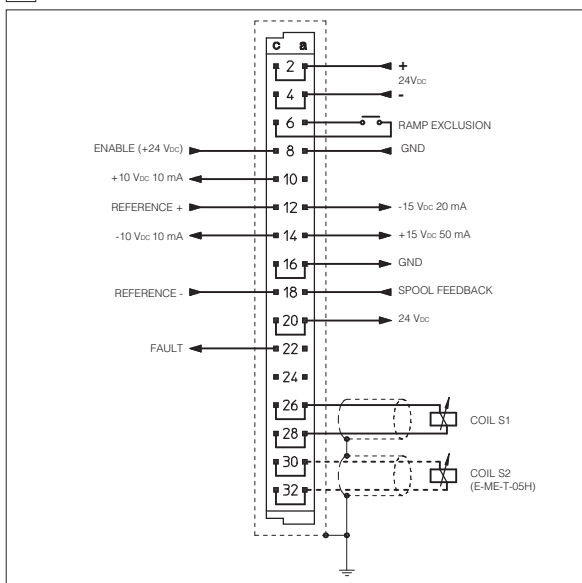 c a
2 +
24VDC
4 -
6 RAMP EXCLUSION
ENABLE (+24 VDC) 8 GND
+10 VDC 10 mA 10
REFERENCE + 12 -15 VDC 20 mA
-10 VDC 10 mA 14 +15 VDC 50 mA
16 GND
REFERENCE - 18 SPOOL FEEDBACK
20 24 VDC
FAULT 22
24
26
COIL S1
28
30
COIL S2
(E-ME-T-05H)
32